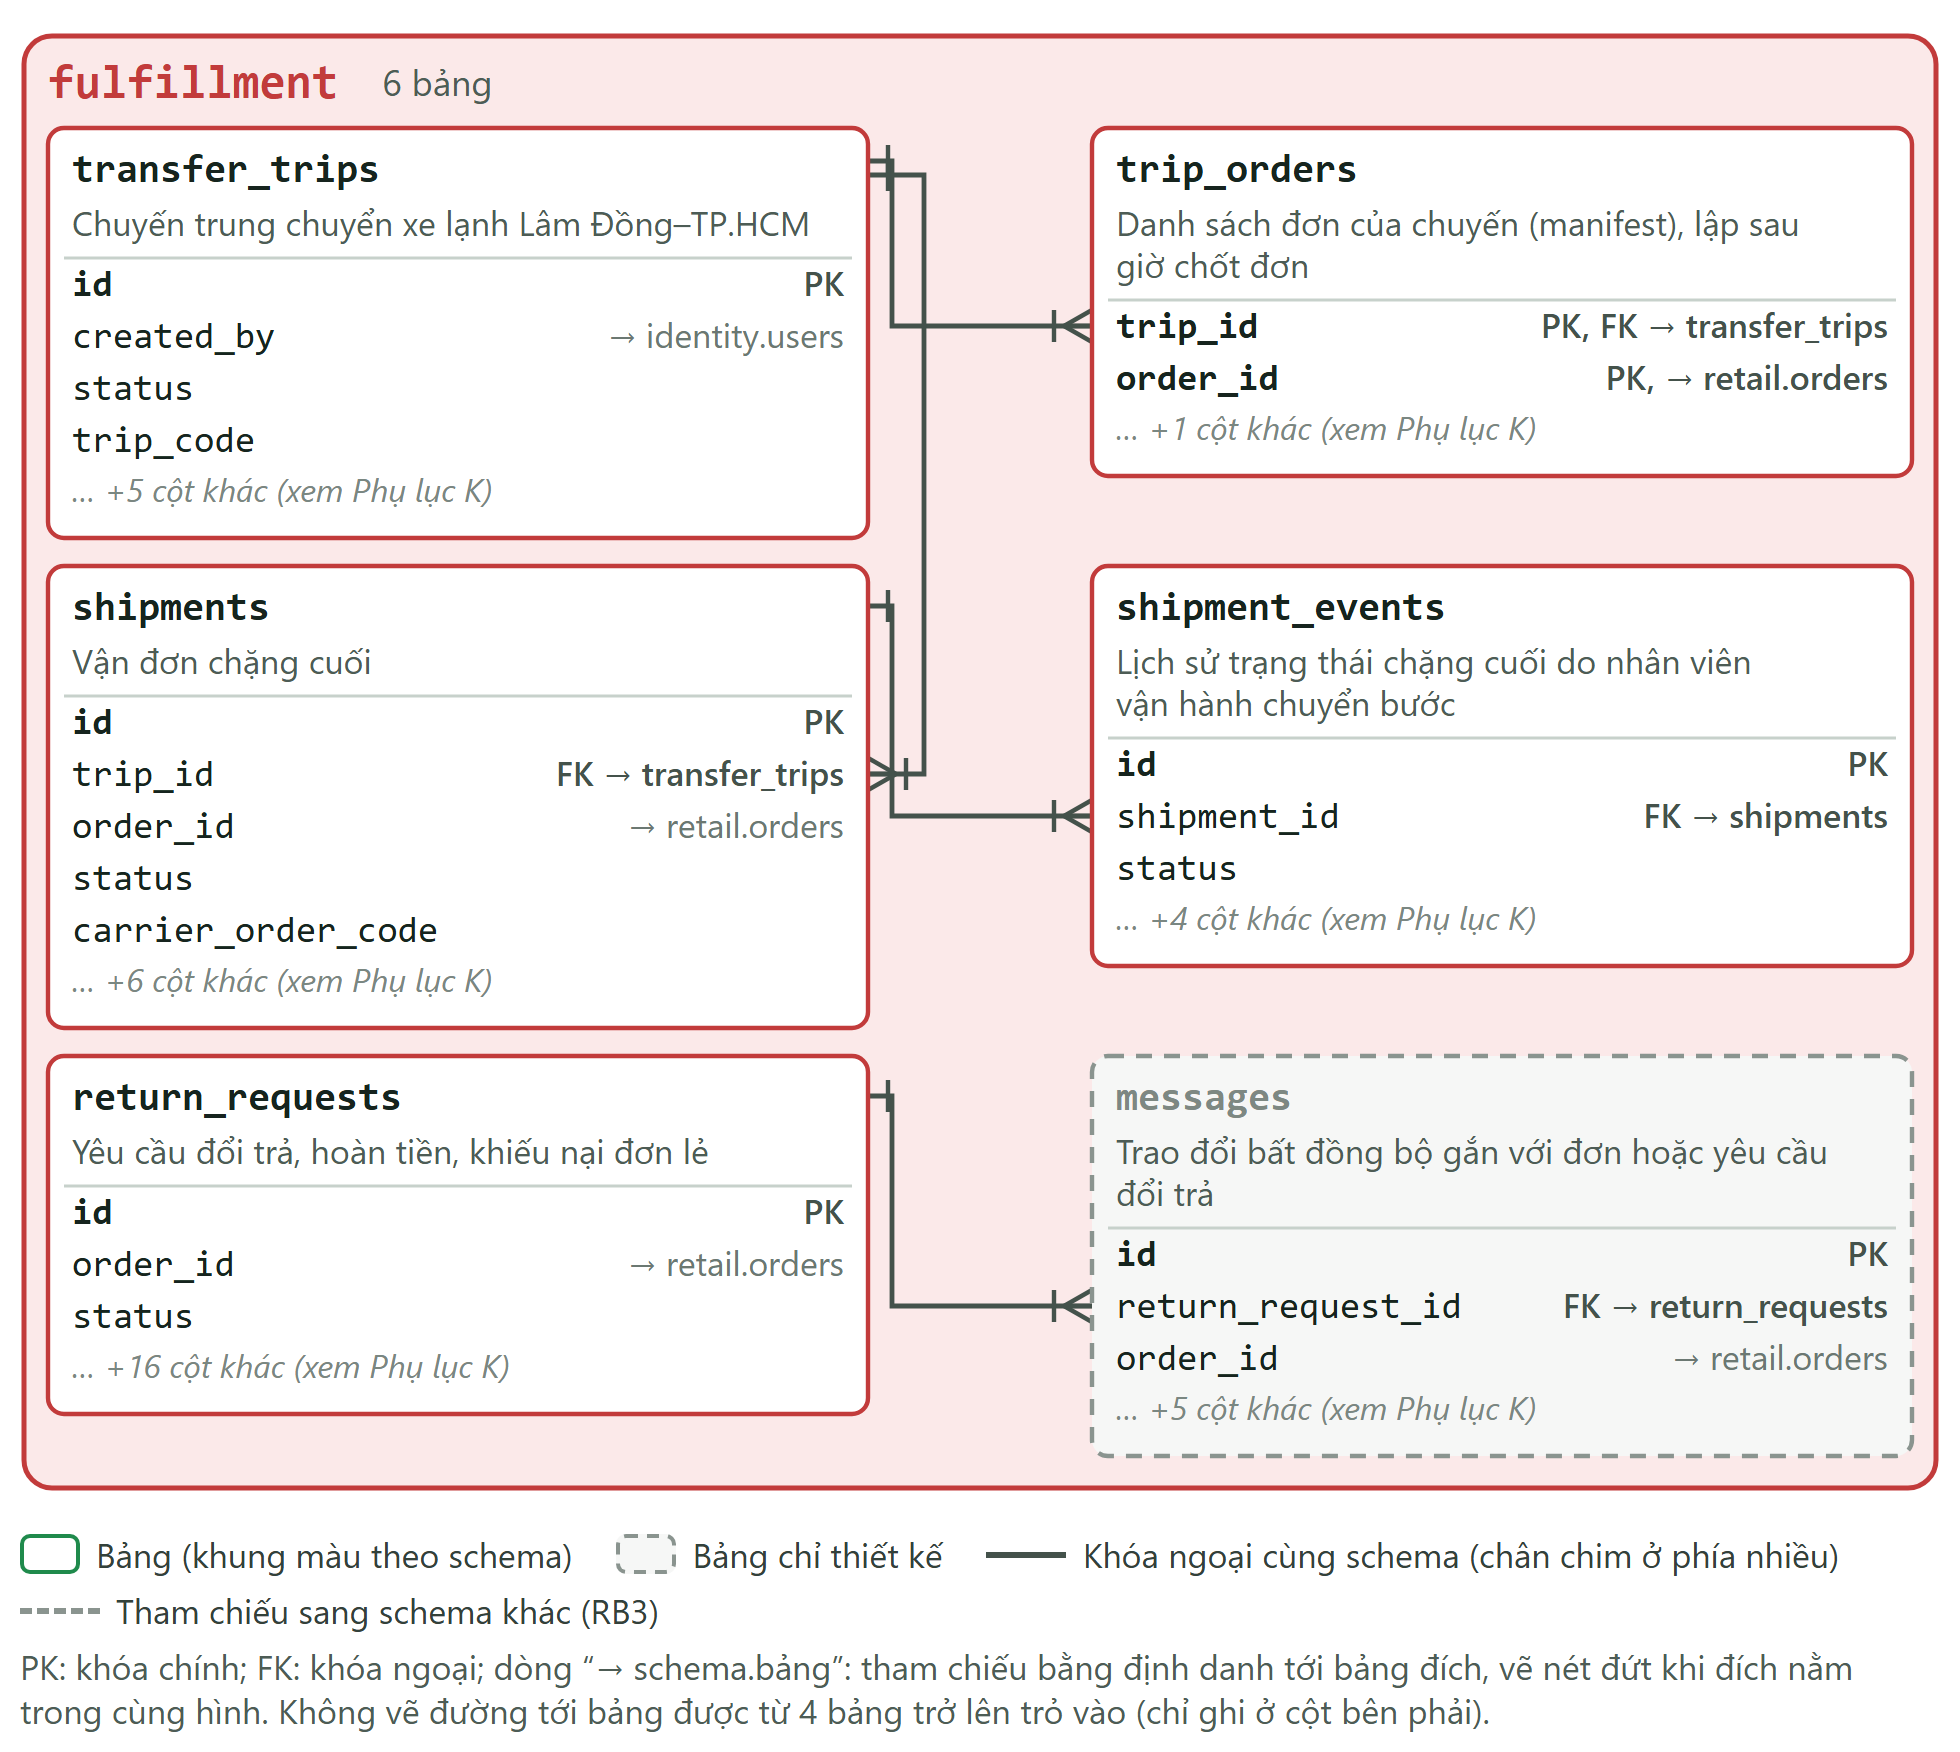 fulfillment 6 bảng
transfer_trips
Chuyến trung chuyển xe lạnh Lâm Đồng–TP.HCM
id PK
created_by → identity.users
status
trip_code
... +5 cột khác (xem Phụ lục K)
trip_orders
Danh sách đơn của chuyến (manifest), lập sau
giờ chốt đơn
trip_id PK, FK → transfer_trips
order_id PK, → retail.orders
... +1 cột khác (xem Phụ lục K)
shipments
Vận đơn chặng cuối
id PK
trip_id FK → transfer_trips
order_id → retail.orders
status
carrier_order_code
... +6 cột khác (xem Phụ lục K)
shipment_events
Lịch sử trạng thái chặng cuối do nhân viên
vận hành chuyển bước
id PK
shipment_id FK → shipments
status
... +4 cột khác (xem Phụ lục K)
return_requests
Yêu cầu đổi trả, hoàn tiền, khiếu nại đơn lẻ
id PK
order_id → retail.orders
status
... +16 cột khác (xem Phụ lục K)
messages
Trao đổi bất đồng bộ gắn với đơn hoặc yêu cầu
đổi trả
id PK
return_request_id FK → return_requests
order_id → retail.orders
... +5 cột khác (xem Phụ lục K)
Bảng (khung màu theo schema) Bảng chỉ thiết kế Khóa ngoại cùng schema (chân chim ở phía nhiều)
Tham chiếu sang schema khác (RB3)
PK: khóa chính; FK: khóa ngoại; dòng “→ schema.bảng”: tham chiếu bằng định danh tới bảng đích, vẽ nét đứt khi đích nằm
trong cùng hình. Không vẽ đường tới bảng được từ 4 bảng trở lên trỏ vào (chỉ ghi ở cột bên phải).